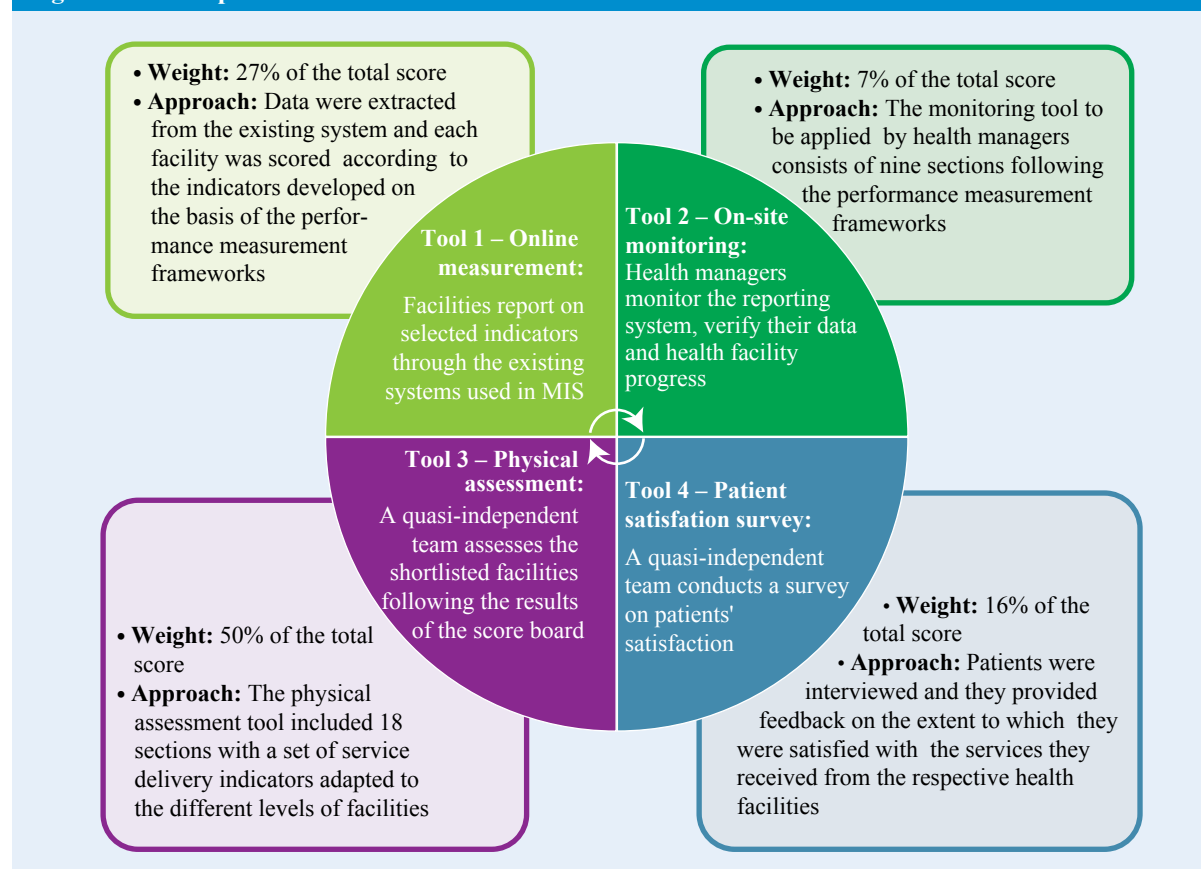 • Weight: 27% of the total score
• Approach: Data were extracted
from the existing system and each
facility was scored according to
the indicators developed on
the basis of the perfor-
mance measurement
frameworks
• Weight: 7% of the total score
• Approach: The monitoring tool to
be applied by health managers
consists of nine sections following
the performance measurement
frameworks
Tool 1 – Online
measurement:
Facilities report on
selected indicators
through the existing
systems used in MIS
Tool 2 – On-site
monitoring:
Health managers
monitor the reporting
system, verify their data
and health facility
progress
Tool 3 – Physical
assessment:
A quasi-independent
team assesses the
shortlisted facilities
following the results
of the score board
Tool 4 – Patient
satisfation survey:
A quasi-independent
team conducts a survey
on patients'
satisfaction
• Weight: 50% of the total
score
• Approach: The physical
assessment tool included 18
sections with a set of service
delivery indicators adapted to
the different levels of facilities
• Weight: 16% of the
total score
• Approach: Patients were
interviewed and they provided
feedback on the extent to which they
were satisfied with the services they
received from the respective health
facilities